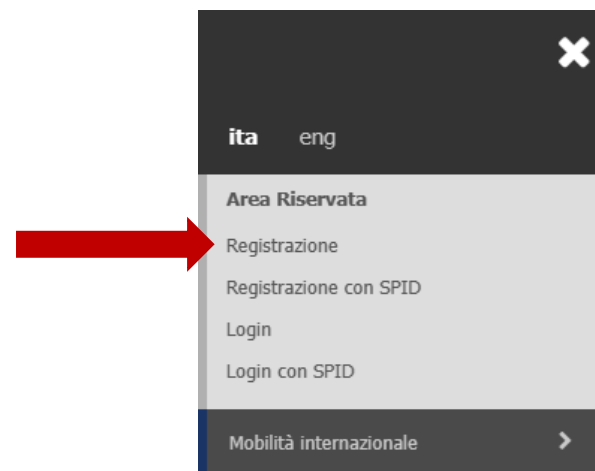 ita eng
Area Riservata
Registrazione
Registrazione con SPID
Login
Login con SPID
Mobilità internazionale